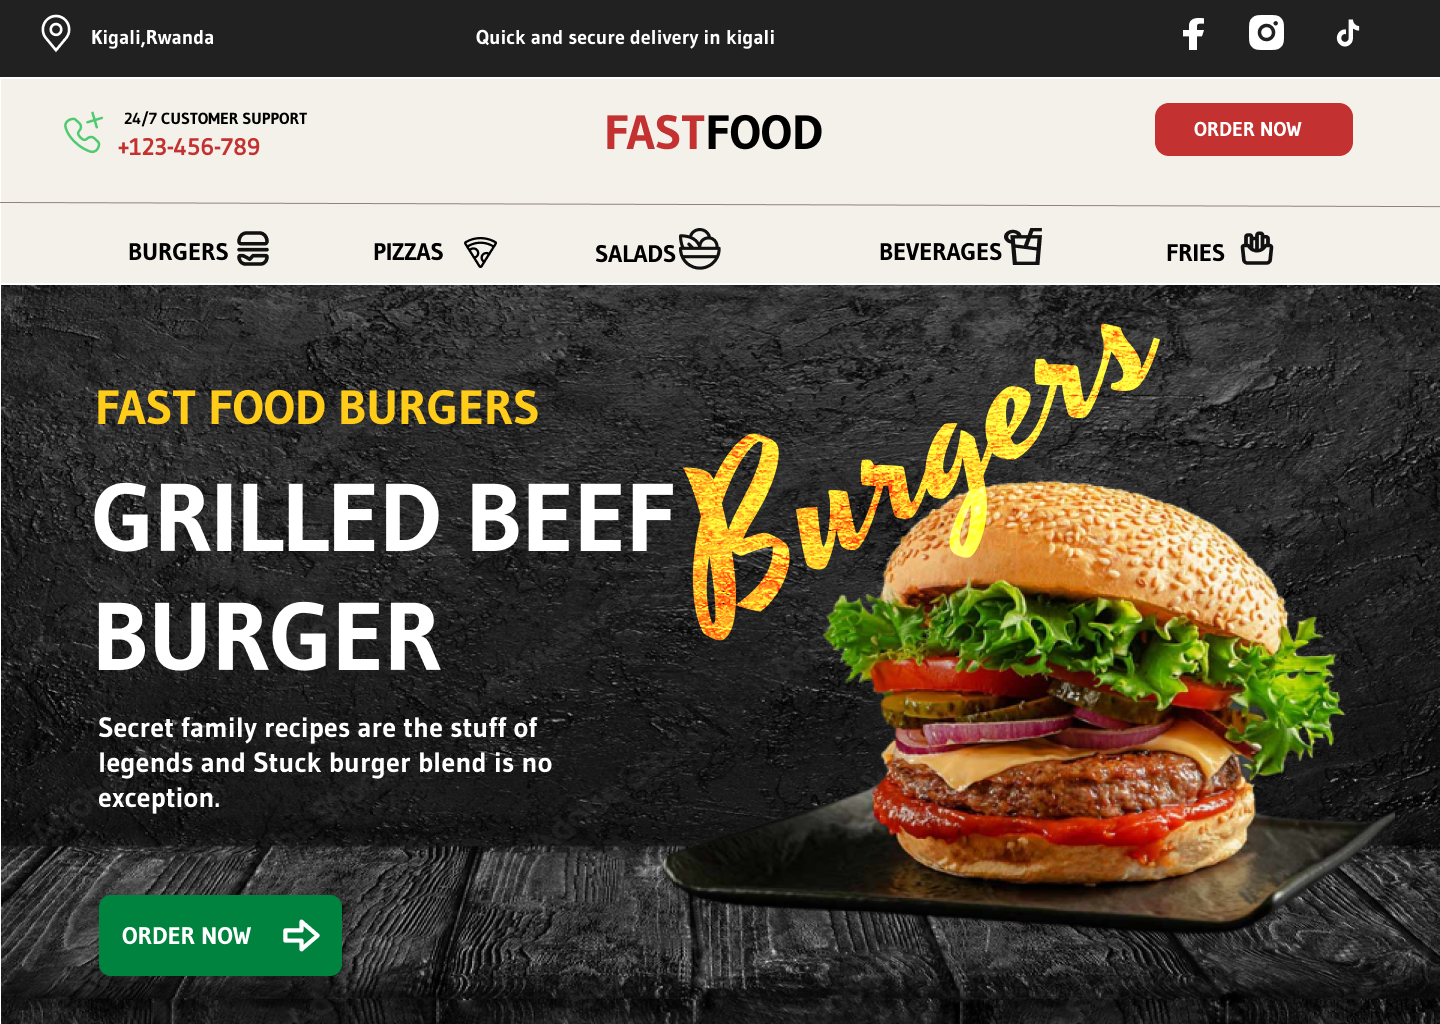 Kigali,Rwanda
Quick and secure delivery in kigali
24/7 CUSTOMER SUPPORT
+123-456-789
FASTFOOD
ORDER NOW
BURGERS
PIZZAS
SALADS
BEVERAGES
FRIES
FAST FOOD BURGERS
Burgers
GRILLED BEEF
BURGER
Secret family recipes are the stuff of
legends and Stuck burger blend is no
exception.
ORDER NOW